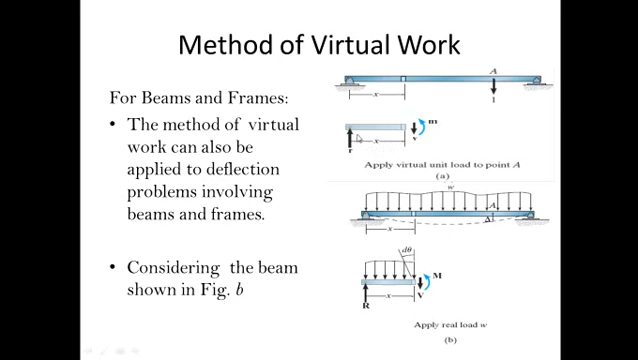 Method of Virtual Work
For Beams and Frames:
• The method of virtual
work can also be
applied to deflection
problems involving
beams and frames.
• Considering the beam
shown in Fig. b
A
x
1
m
v
x
r
Apply virtual unit load to point A
(a)
w
A
Δ
x
dθ
M
x
V
R
Apply real load w
(b)